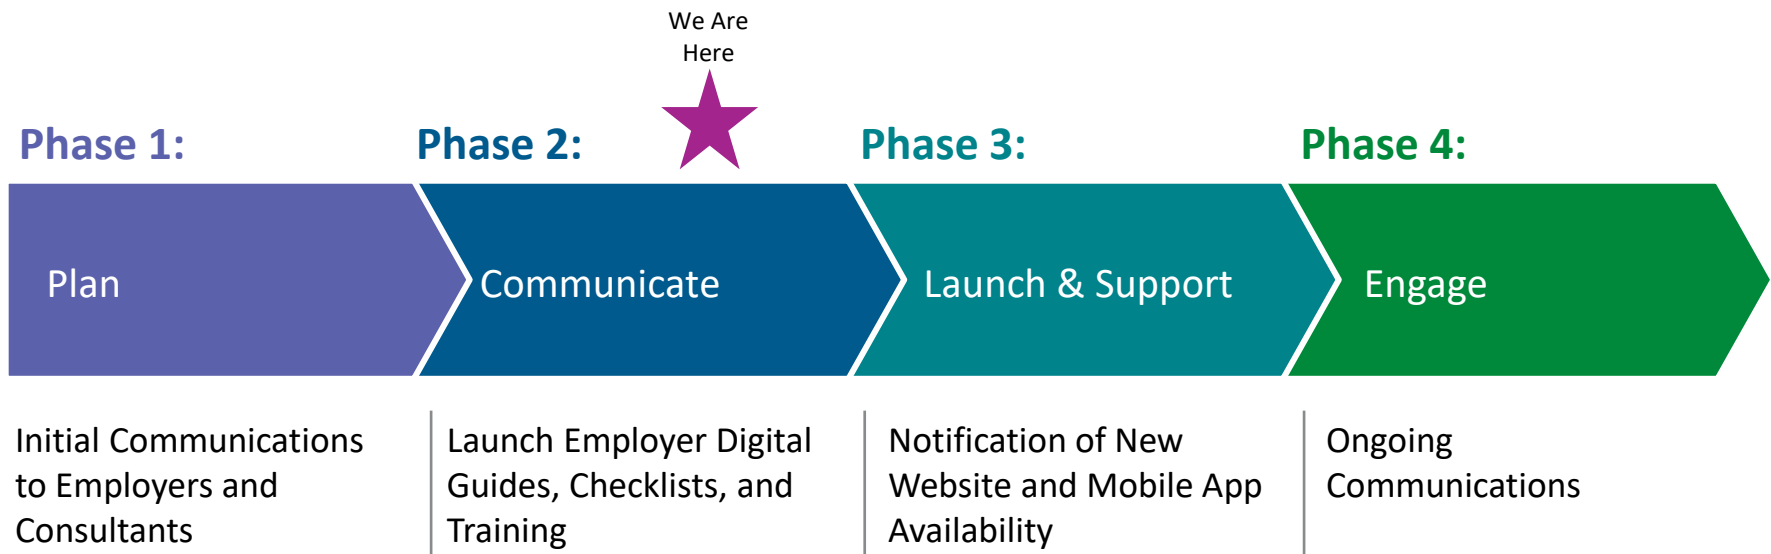 We Are
Here
Phase 1:
Phase 2:
Phase 3:
Phase 4:
Plan
Communicate
Launch & Support
Engage
Initial Communications
to Employers and
Consultants
Launch Employer Digital
Guides, Checklists, and
Training
Notification of New
Website and Mobile App
Availability
Ongoing
Communications